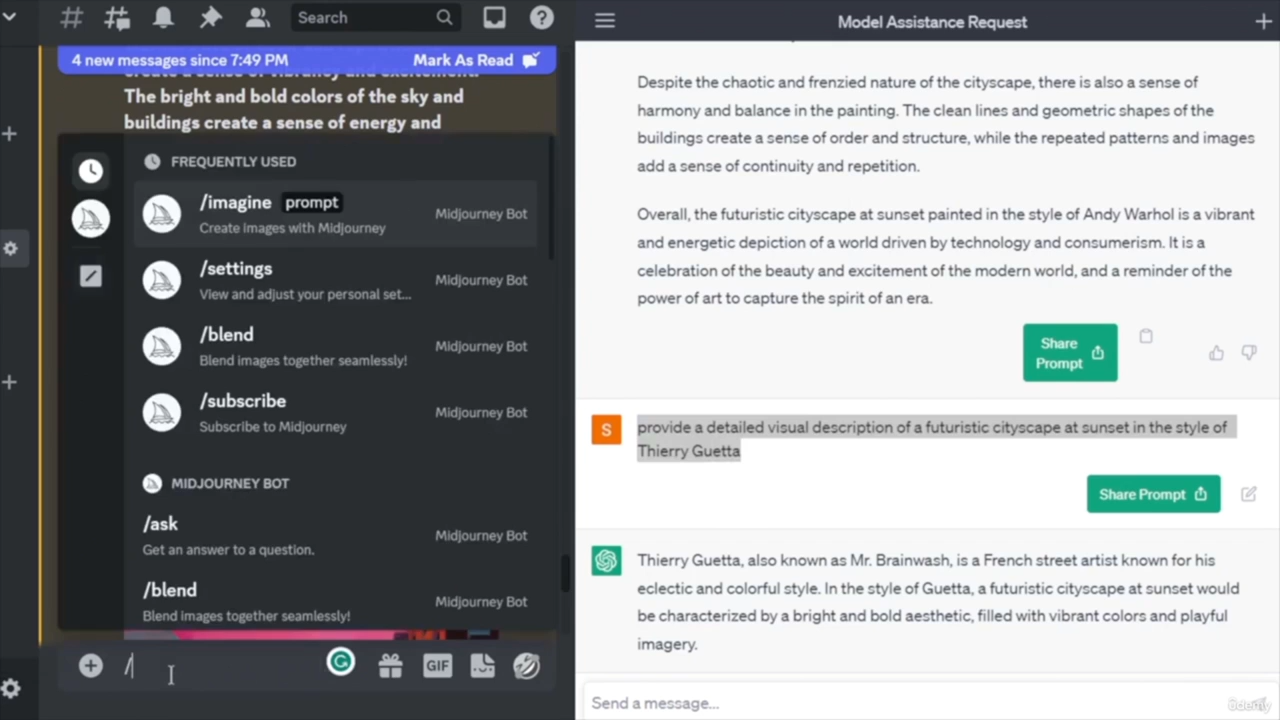 Search
4 new messages since 7:49 PM
Mark As Read
create a sense of vibrancy and excitement.
The bright and bold colors of the sky and
buildings create a sense of energy and
FREQUENTLY USED
/imagine prompt
Create images with Midjourney
Midjourney Bot
/settings
View and adjust your personal set...
Midjourney Bot
/blend
Blend images together seamlessly!
Midjourney Bot
/subscribe
Subscribe to Midjourney
Midjourney Bot
MIDJOURNEY BOT
/ask
Get an answer to a question.
Midjourney Bot
/blend
Blend images together seamlessly!
Midjourney Bot
/
GIF
Model Assistance Request
Despite the chaotic and frenzied nature of the cityscape, there is also a sense of
harmony and balance in the painting. The clean lines and geometric shapes of the
buildings create a sense of order and structure, while the repeated patterns and images
add a sense of continuity and repetition.
Overall, the futuristic cityscape at sunset painted in the style of Andy Warhol is a vibrant
and energetic depiction of a world driven by technology and consumerism. It is a
celebration of the beauty and excitement of the modern world, and a reminder of the
power of art to capture the spirit of an era.
Share
Prompt
S
provide a detailed visual description of a futuristic cityscape at sunset in the style of
Thierry Guetta
Share Prompt
Thierry Guetta, also known as Mr. Brainwash, is a French street artist known for his
eclectic and colorful style. In the style of Guetta, a futuristic cityscape at sunset would
be characterized by a bright and bold aesthetic, filled with vibrant colors and playful
imagery.
Send a message...
ûdemy